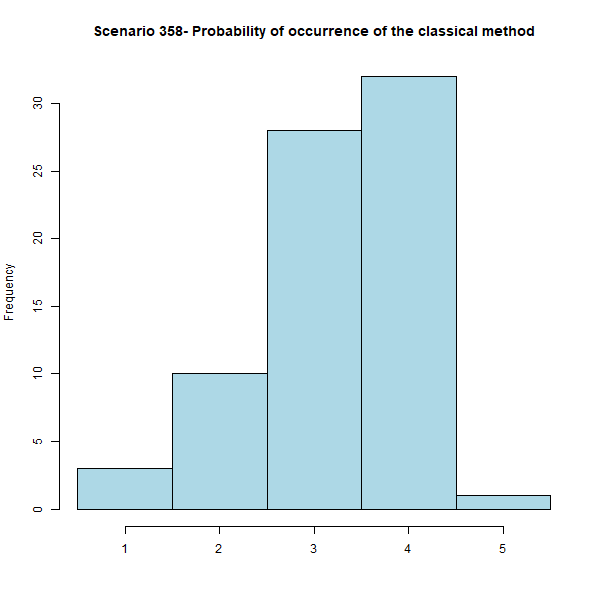 Scenario 358- Probability of occurrence of the classical method
Frequency
30
25
20
15
10
5
0
1 2 3 4 5